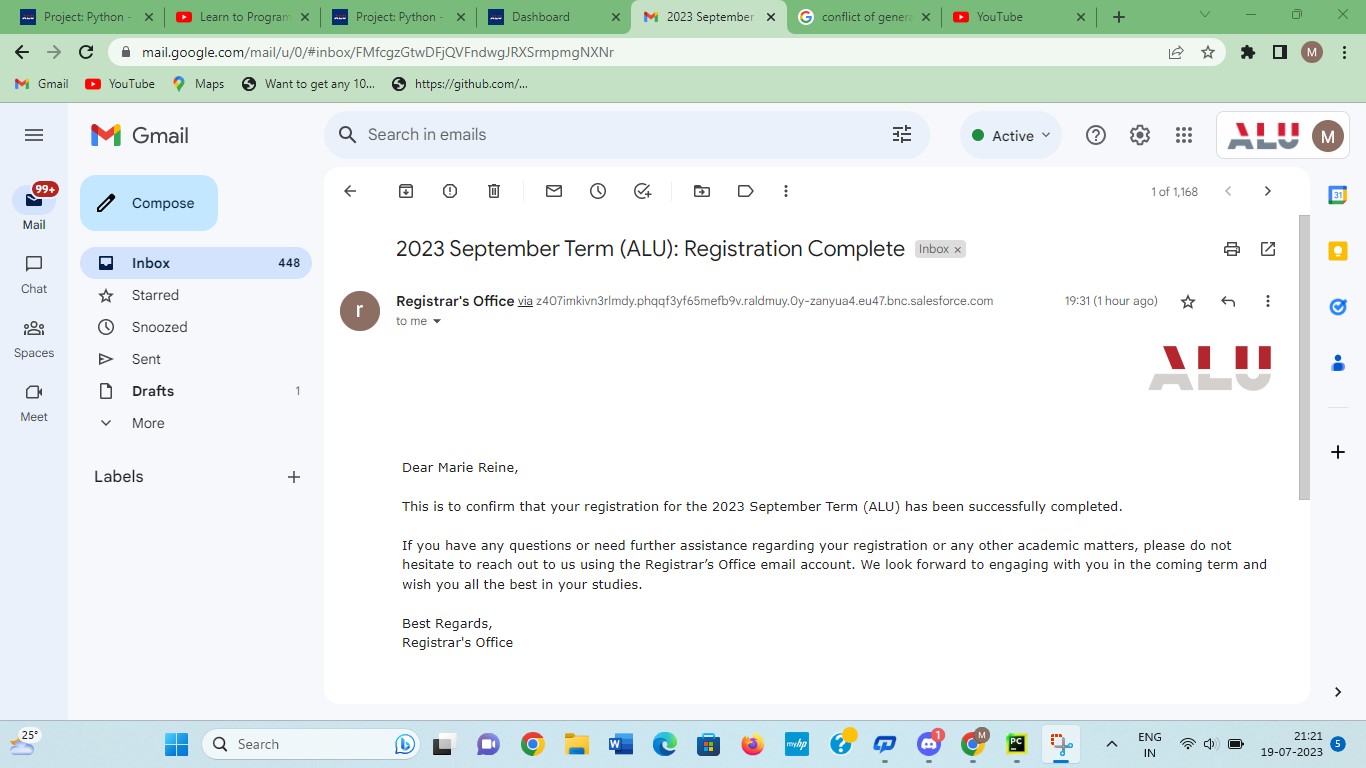 Project: Python -
Learn to Program
Project: Python -
Dashboard
2023 September
conflict of genera
YouTube
mail.google.com/mail/u/0/#inbox/FMfcgzGtwDFjQVFndwgJRXSrmpmgNXNr
M
Gmail
YouTube
Maps
Want to get any 10...
https://github.com/...
Gmail
Search in emails
Active
ALU
M
99+
Mail
Chat
Spaces
Meet
Compose
Inbox 448
Starred
Snoozed
Sent
Drafts 1
More
Labels
1 of 1,168
31
2023 September Term (ALU): Registration Complete
Inbox ×
r
Registrar's Office via z407imkivn3rlmdy.phqqf3yf65mefb9v.raldmuy.0y-zanyua4.eu47.bnc.salesforce.com
19:31 (1 hour ago)
to me
ALU
Dear Marie Reine,
This is to confirm that your registration for the 2023 September Term (ALU) has been successfully completed.
If you have any questions or need further assistance regarding your registration or any other academic matters, please do not
hesitate to reach out to us using the Registrar’s Office email account. We look forward to engaging with you in the coming term and
wish you all the best in your studies.
Best Regards,
Registrar's Office
25°
Search
myhp
1
M
PC
ENG
IN
21:21
19-07-2023
5